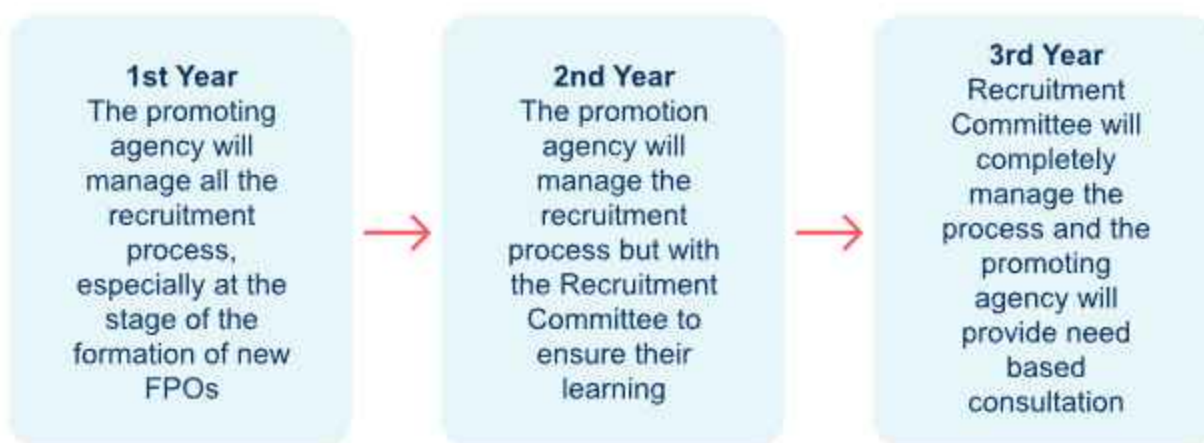 1st Year
The promoting
agency will
manage all the
recruitment
process,
especially at the
stage of the
formation of new
FPOs
2nd Year
The promotion
agency will
manage the
recruitment
process but with
the Recruitment
Committee to
ensure their
learning
3rd Year
Recruitment
Committee will
completely
manage the
process and the
promoting
agency will
provide need
based
consultation